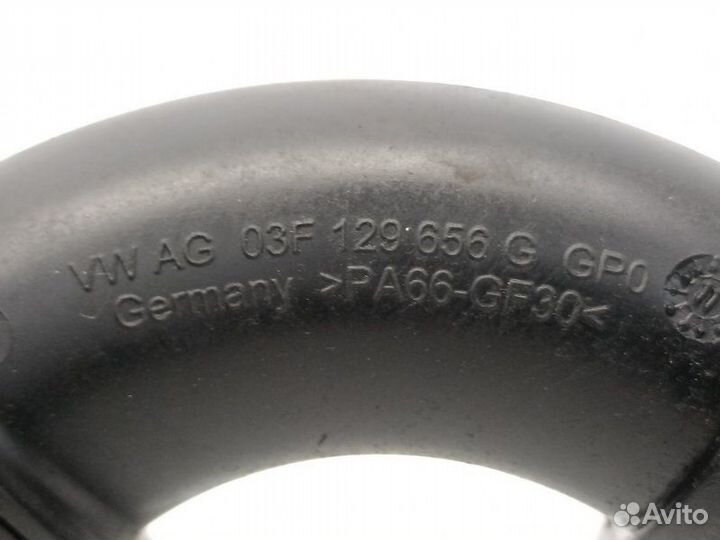 VW AG 03F 129 656 G GP0
Germany >PA66-GF30<
Avito